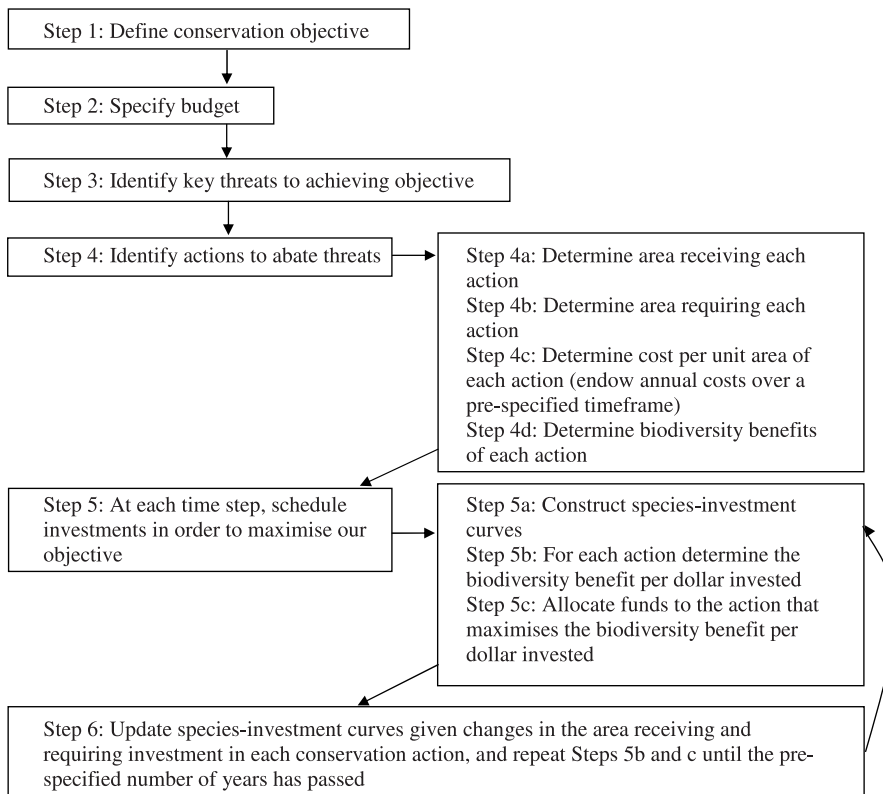 Step 1: Define conservation objective
Step 2: Specify budget
Step 3: Identify key threats to achieving objective
Step 4: Identify actions to abate threats
Step 4a: Determine area receiving each
action
Step 4b: Determine area requiring each
action
Step 4c: Determine cost per unit area of
each action (endow annual costs over a
pre-specified timeframe)
Step 4d: Determine biodiversity benefits
of each action
Step 5: At each time step, schedule
investments in order to maximise our
objective
Step 5a: Construct species-investment
curves
Step 5b: For each action determine the
biodiversity benefit per dollar invested
Step 5c: Allocate funds to the action that
maximises the biodiversity benefit per
dollar invested
Step 6: Update species-investment curves given changes in the area receiving and
requiring investment in each conservation action, and repeat Steps 5b and c until the pre-
specified number of years has passed